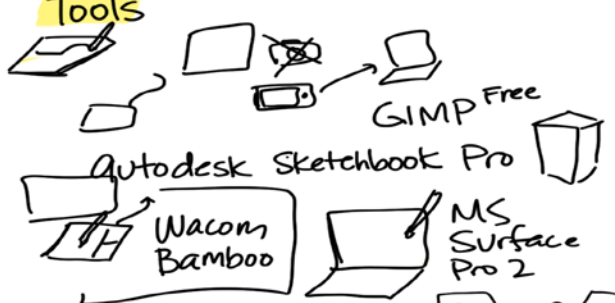 Tools
GIMP Free
autodesk Sketchbook Pro
Wacom
Bamboo
MS
Surface
Pro 2